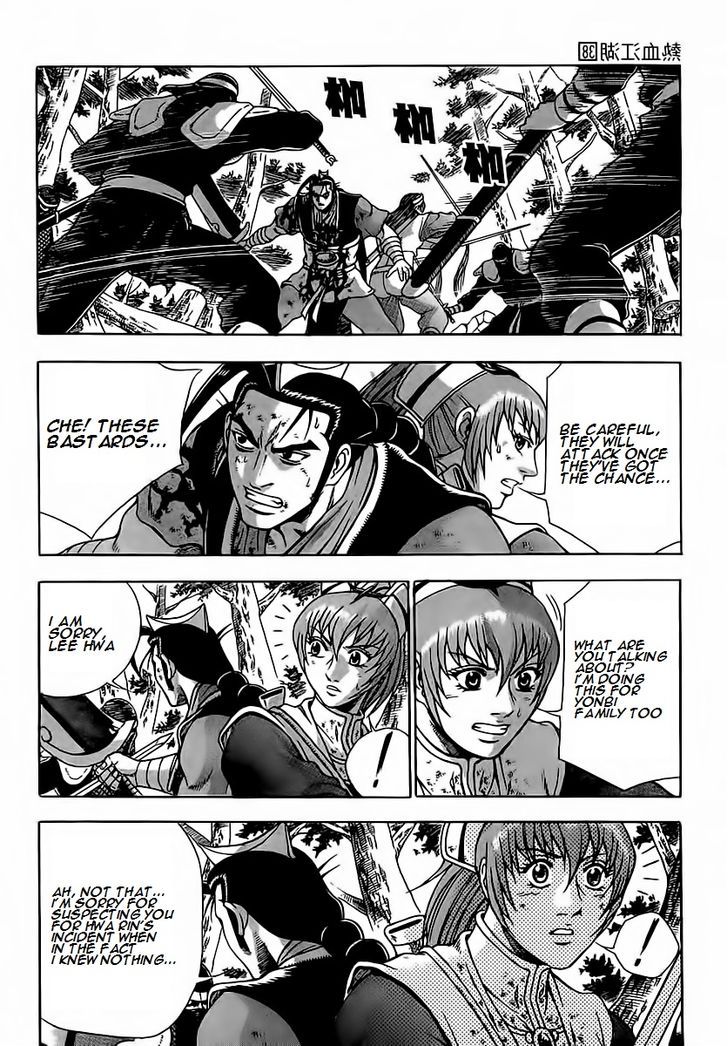 熱血江湖 38
CHE! THESE
BASTARDS...
BE CAREFUL,
THEY WILL
ATTACK ONCE
THEY'VE GOT
THE CHANCE...
I AM
SORRY,
LEE HWA
!
WHAT ARE
YOU TALKING
ABOUT?
I'M DOING
THIS FOR
YONBI
FAMILY TOO
AH, NOT THAT...
I'M SORRY FOR
SUSPECTING YOU
FOR HWA RIN'S
INCIDENT WHEN
IN THE FACT
I KNEW NOTHING...
!